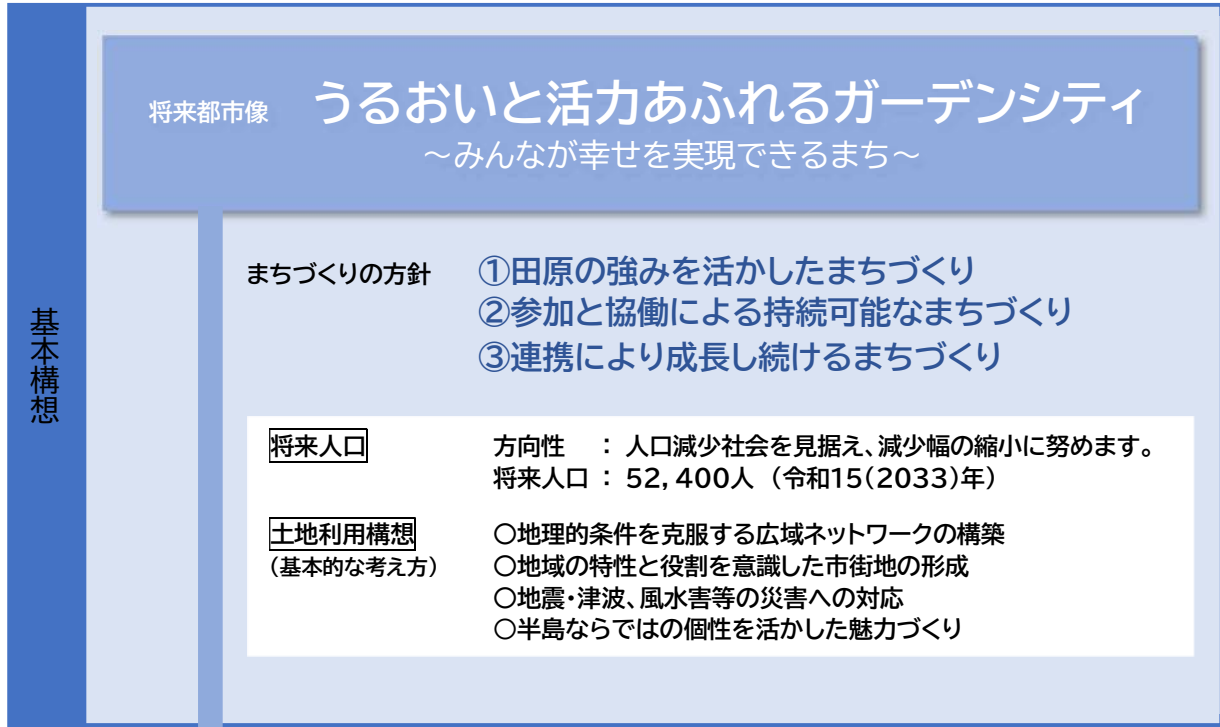 基本構想
将来都市像 うるおいと活力あふれるガーデンシティ
～みんなが幸せを実現できるまち～
まちづくりの方針 ①田原の強みを活かしたまちづくり
②参加と協働による持続可能なまちづくり
③連携により成長し続けるまちづくり
将来人口 方向性 ： 人口減少社会を見据え、減少幅の縮小に努めます。
将来人口 ： 52,400人 （令和15(2033)年）
土地利用構想 〇地理的条件を克服する広域ネットワークの構築
（基本的な考え方） 〇地域の特性と役割を意識した市街地の形成
〇地震・津波、風水害等の災害への対応
〇半島ならではの個性を活かした魅力づくり